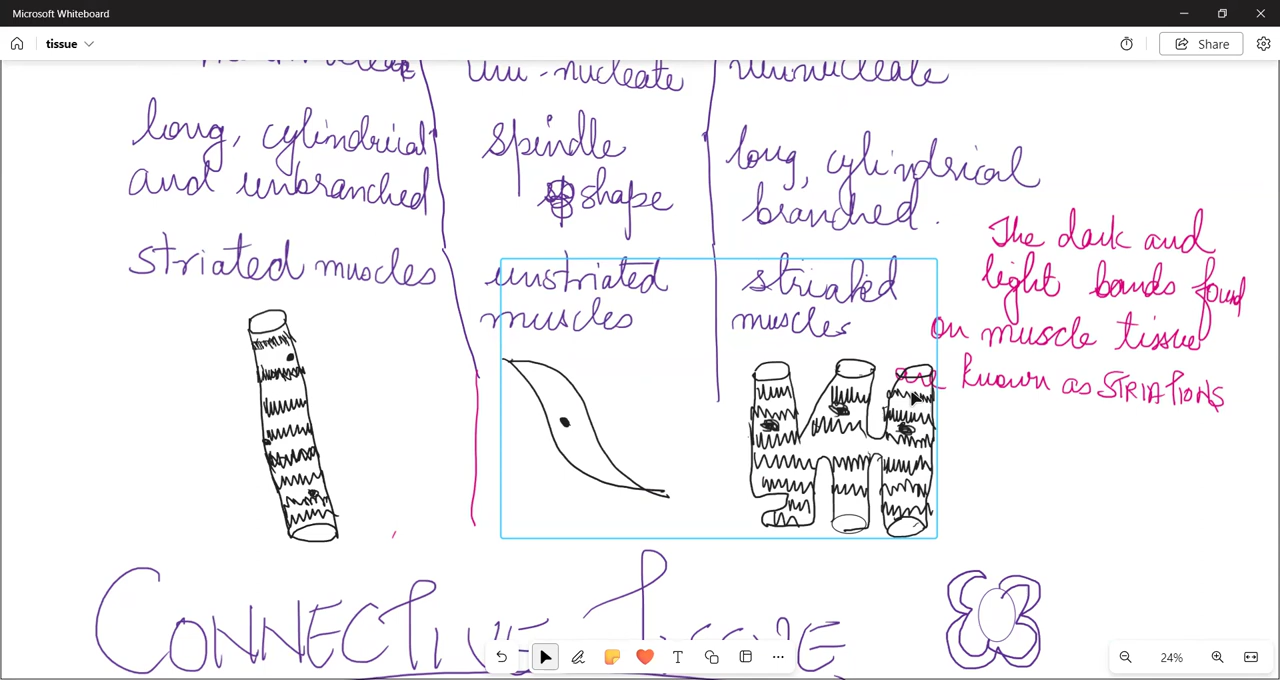 Microsoft Whiteboard
tissue
Share
uni-nucleate
uninucleate
long, cylindrical
and unbranched
spindle
shape
long, cylindrical
branched.
striated muscles
unstriated
muscles
striated
muscles
The dark and
light bands found
on muscle tissue
are known as STRIATIONS
CONNECTIVE TISSUE
T
24%